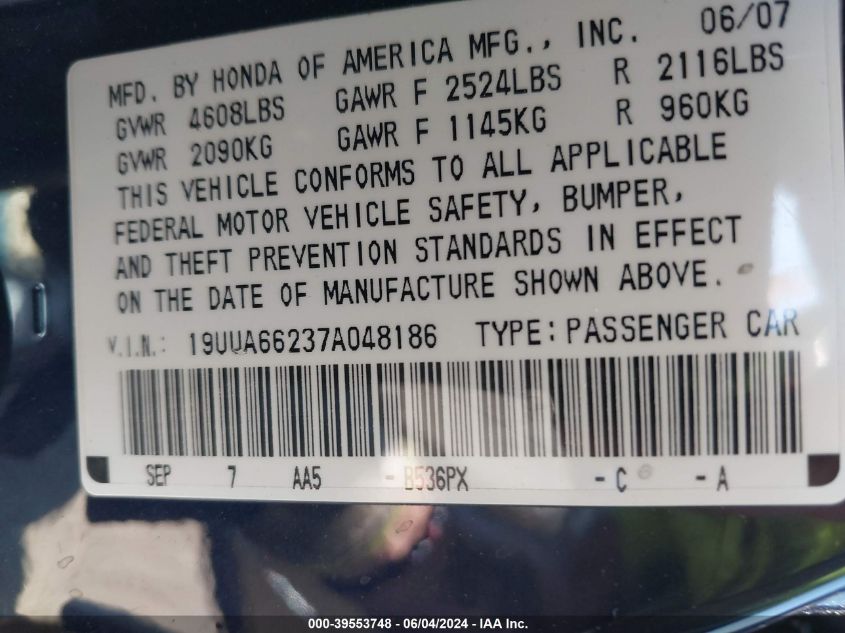 MFD. BY HONDA OF AMERICA MFG., INC. 06/07
GVWR 4608LBS GAWR F 2524LBS R 2116LBS
GVWR 2090KG GAWR F 1145KG R 960KG
THIS VEHICLE CONFORMS TO ALL APPLICABLE
FEDERAL MOTOR VEHICLE SAFETY, BUMPER,
AND THEFT PREVENTION STANDARDS IN EFFECT
ON THE DATE OF MANUFACTURE SHOWN ABOVE.
V.I.N.: 19UUA66237A048186 TYPE: PASSENGER CAR
SEP 7 AA5 -B536PX -C -A
000-39553748 - 06/04/2024 - IAA Inc.